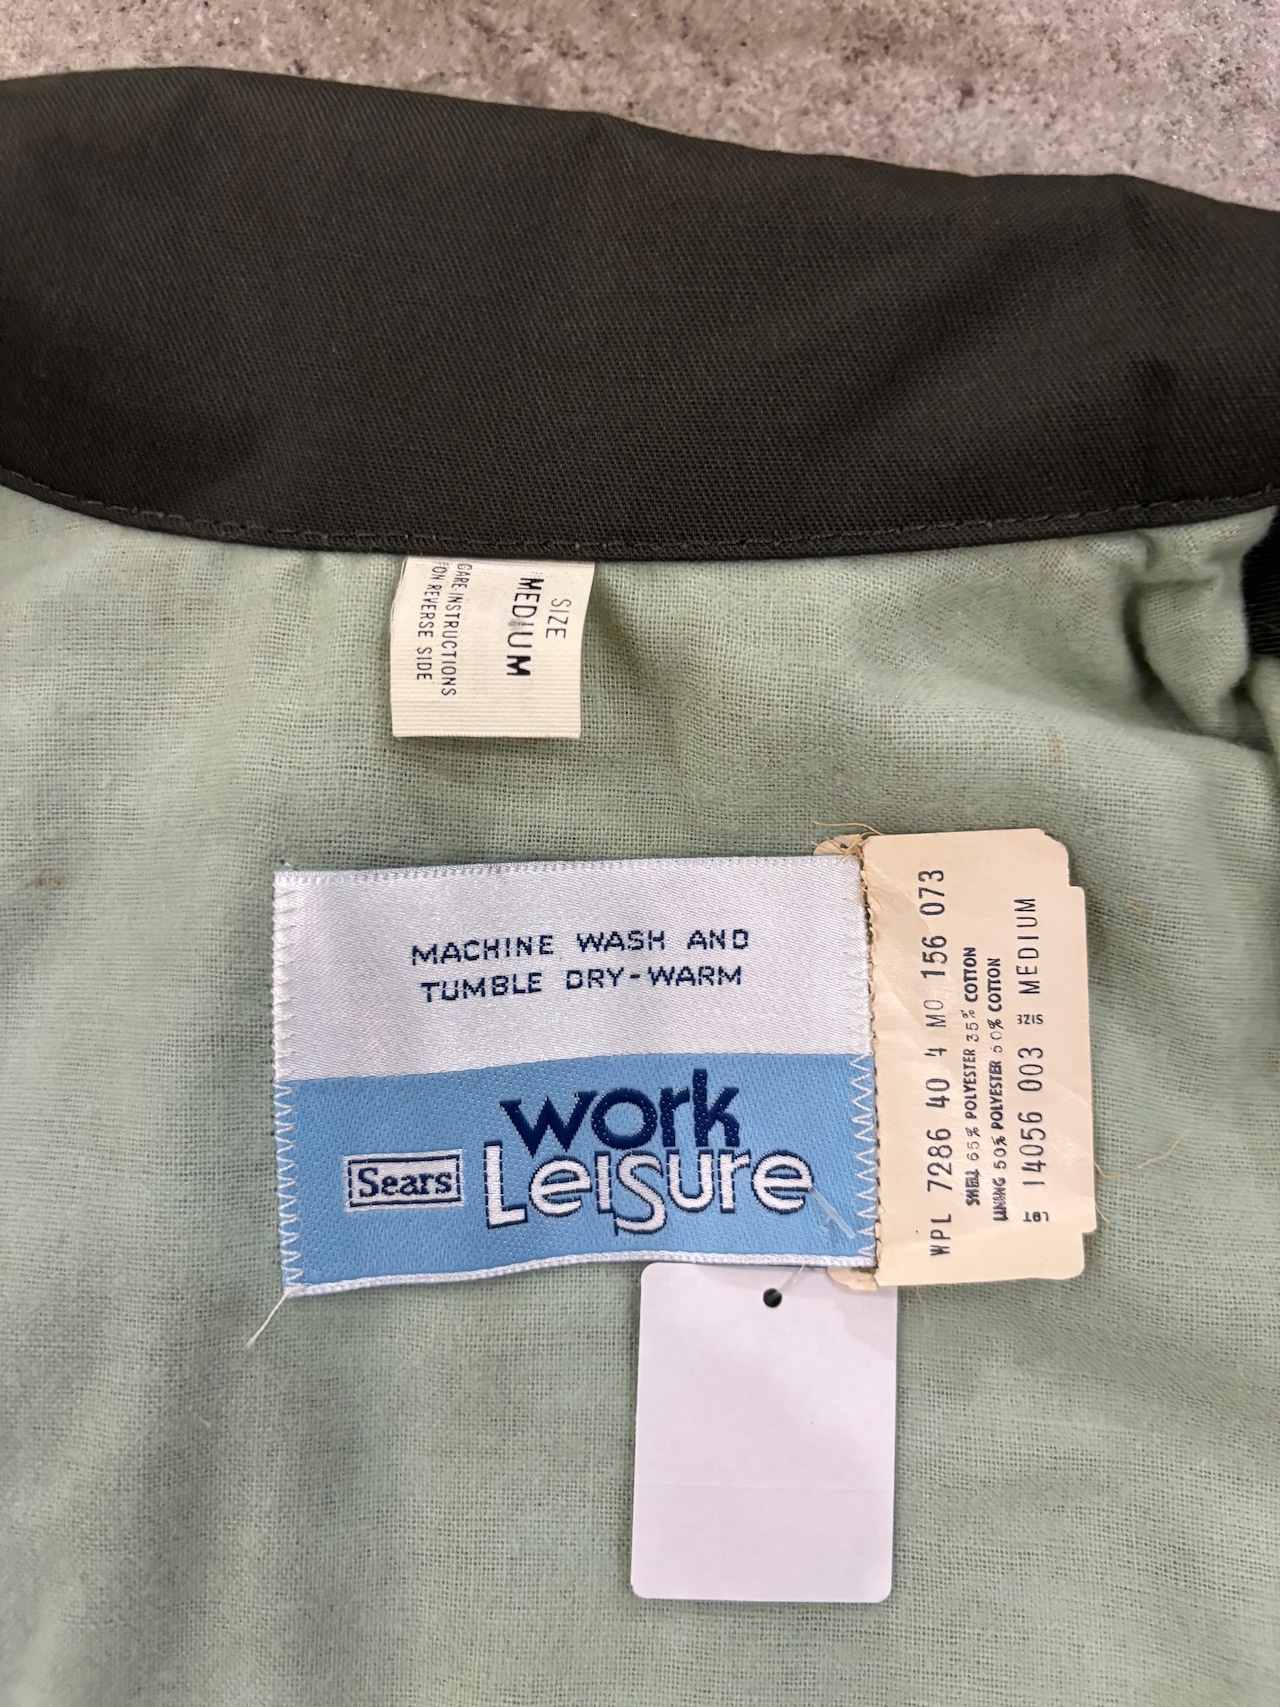 SIZE
MEDIUM
CARE INSTRUCTIONS
ON REVERSE SIDE
MACHINE WASH AND
TUMBLE DRY-WARM
Sears
work
Leisure
WPL 7286 40 4 MO 156 073
SHELL 65% POLYESTER 35% COTTON
LINING 50% POLYESTER 50% COTTON
LOT 14056 003 SIZE MEDIUM